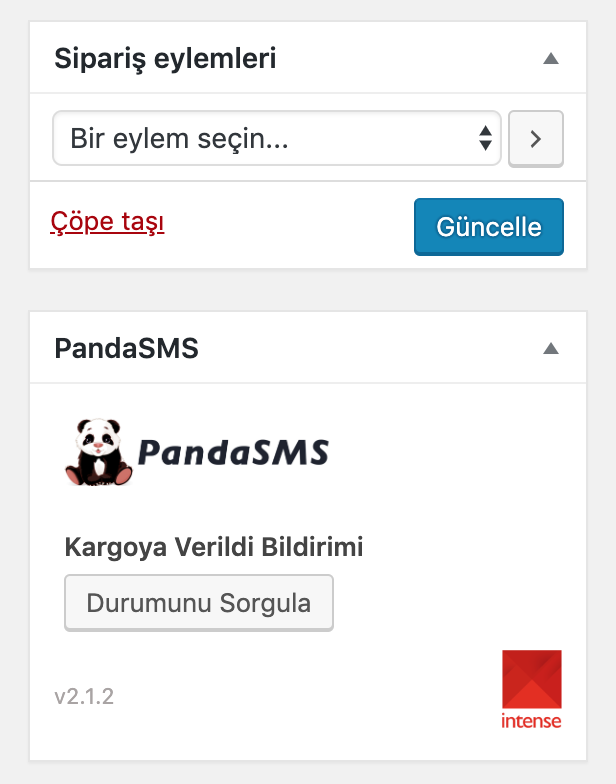 Sipariş eylemleri
Bir eylem seçin...
Çöpe taşı
Güncelle
PandaSMS
PandaSMS
Kargoya Verildi Bildirimi
Durumunu Sorgula
v2.1.2
intense